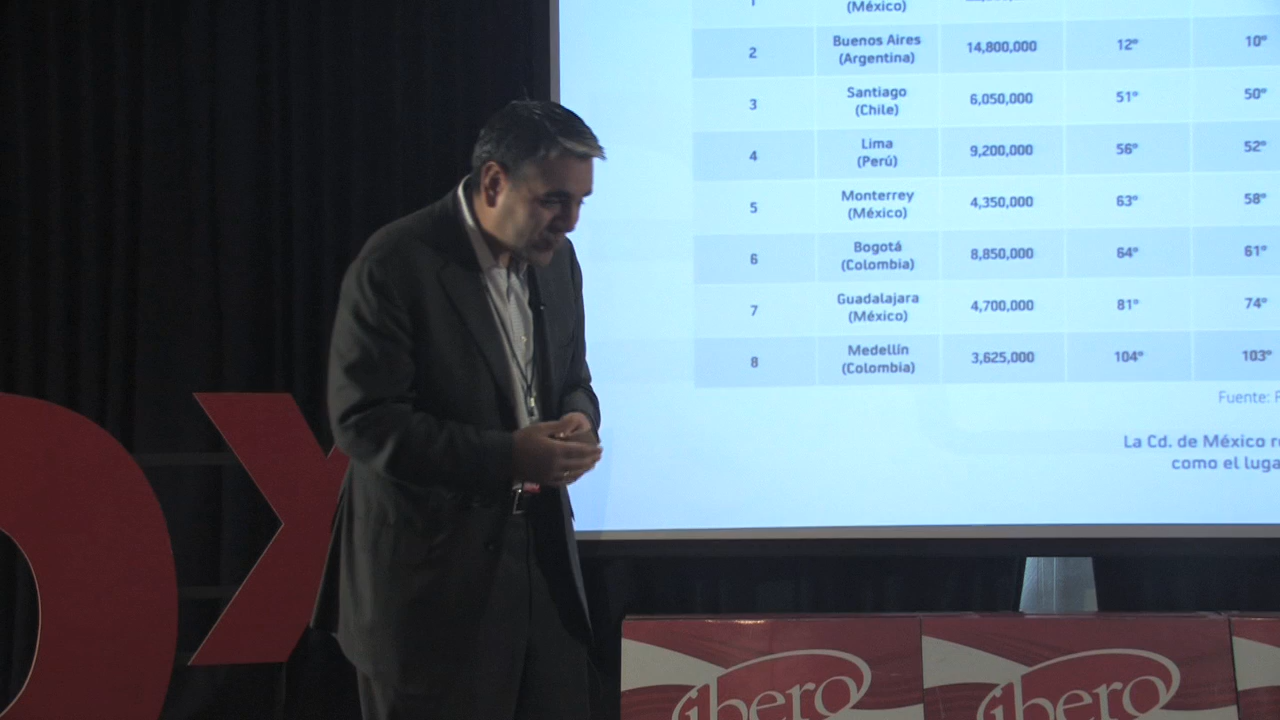 1
(México)
2
Buenos Aires
(Argentina)
14,800,000
12º
10º
3
Santiago
(Chile)
6,050,000
51º
50º
4
Lima
(Perú)
9,200,000
56º
52º
5
Monterrey
(México)
4,350,000
63º
58º
6
Bogotá
(Colombia)
8,850,000
64º
61º
7
Guadalajara
(México)
4,700,000
81º
74º
8
Medellín
(Colombia)
3,625,000
104º
103º
Fuente:
La Cd. de México
como el
X
ibero
ibero